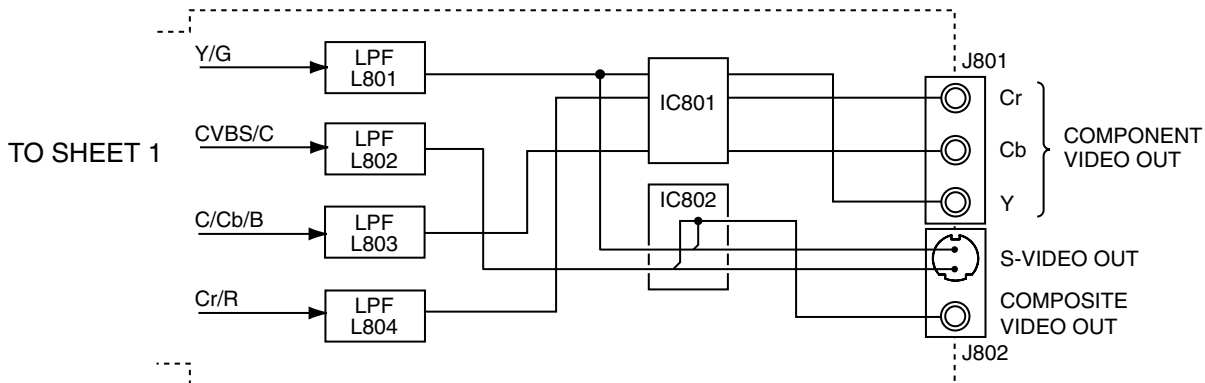 TO SHEET 1
Y/G
LPF
L801
CVBS/C
LPF
L802
C/Cb/B
LPF
L803
Cr/R
LPF
L804
IC801
IC802
J801
Cr
Cb
Y
COMPONENT
VIDEO OUT
S-VIDEO OUT
COMPOSITE
VIDEO OUT
J802